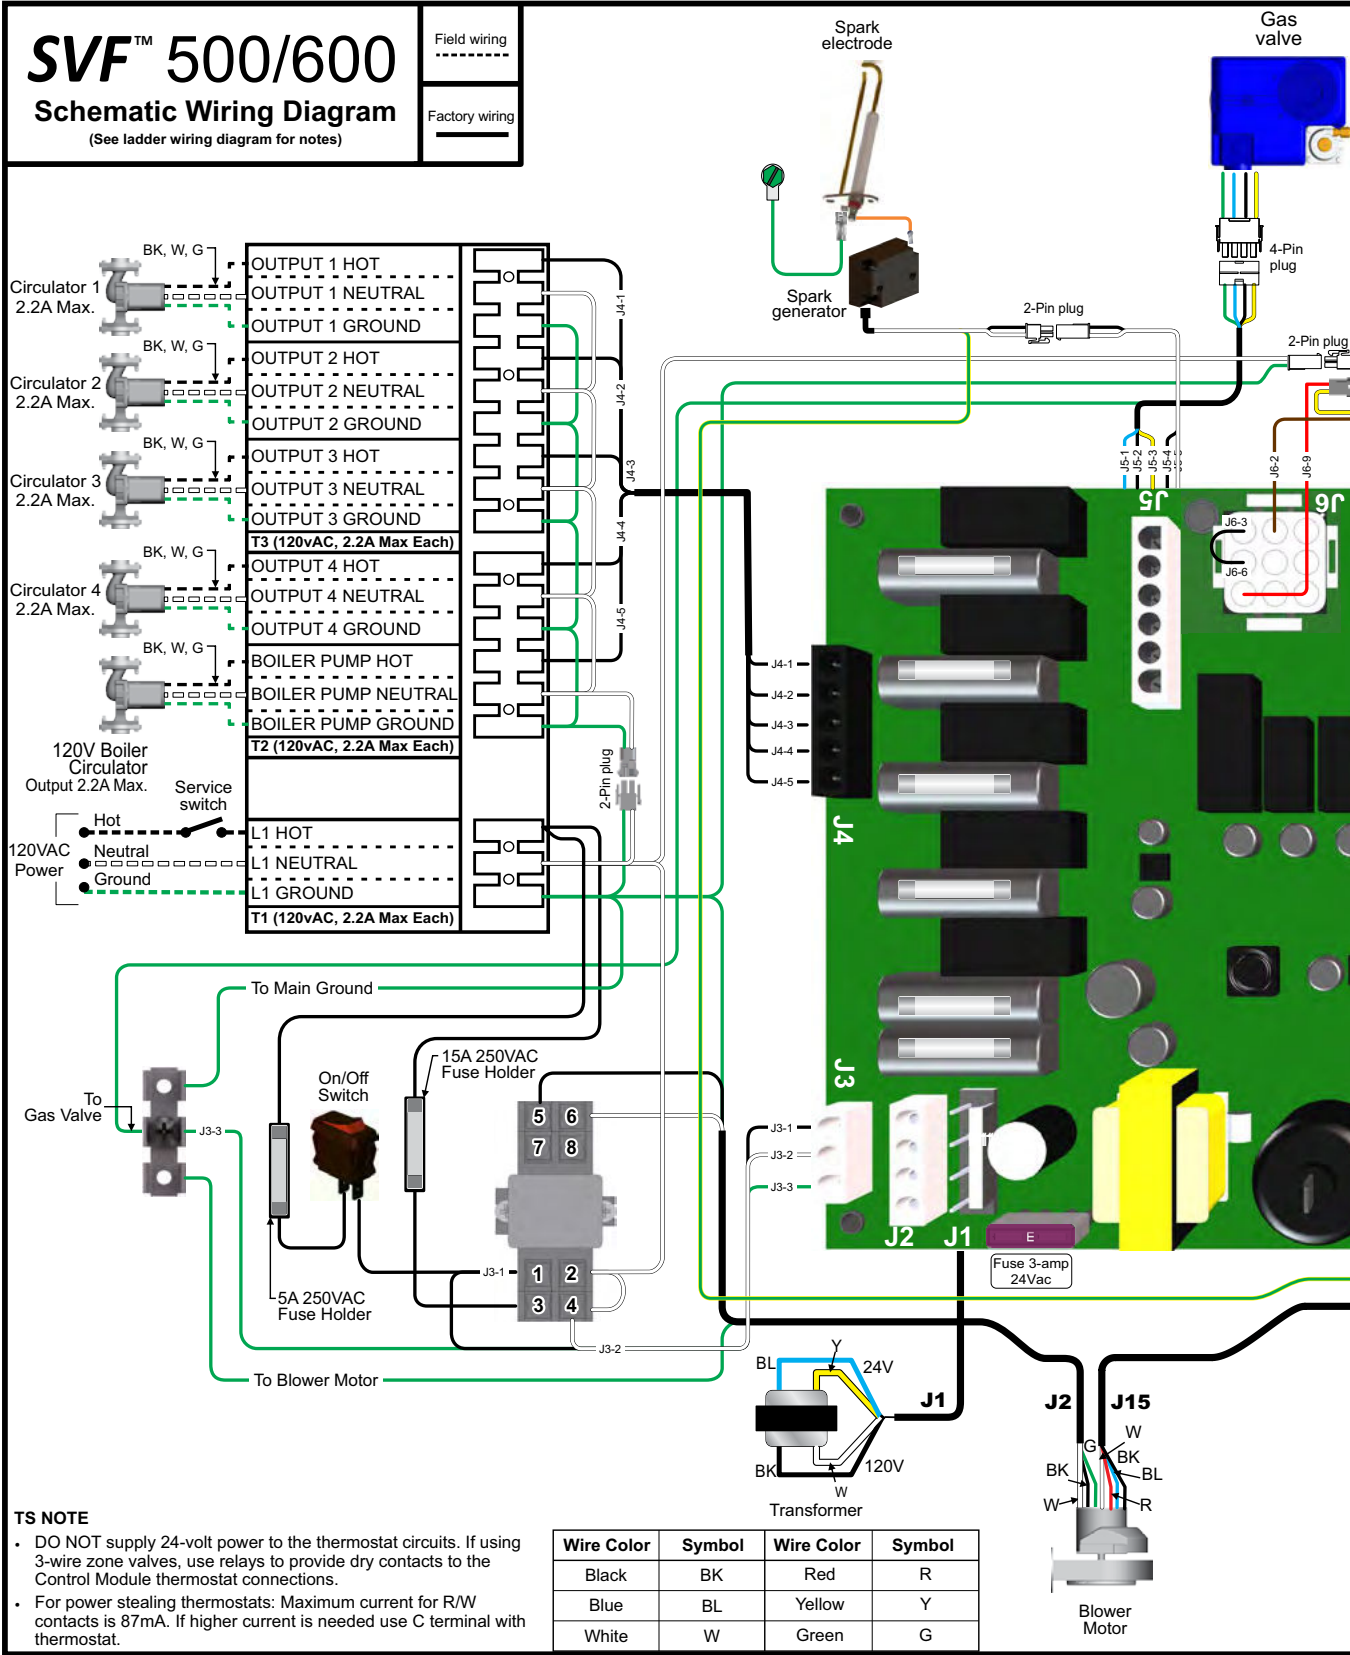 SVF™ 500/600
Schematic Wiring Diagram
(See ladder wiring diagram for notes)
Field wiring
Factory wiring
Spark
electrode
Gas
valve
4-Pin
plug
Spark
generator
2-Pin plug
2-Pin plug
BK, W, G
Circulator 1
2.2A Max.
OUTPUT 1 HOT
OUTPUT 1 NEUTRAL
OUTPUT 1 GROUND
J4-1
BK, W, G
Circulator 2
2.2A Max.
OUTPUT 2 HOT
OUTPUT 2 NEUTRAL
OUTPUT 2 GROUND
J4-2
BK, W, G
Circulator 3
2.2A Max.
OUTPUT 3 HOT
OUTPUT 3 NEUTRAL
OUTPUT 3 GROUND
T3 (120vAC, 2.2A Max Each)
J4-3
BK, W, G
Circulator 4
2.2A Max.
OUTPUT 4 HOT
OUTPUT 4 NEUTRAL
OUTPUT 4 GROUND
J4-4
BK, W, G
BOILER PUMP HOT
BOILER PUMP NEUTRAL
BOILER PUMP GROUND
T2 (120vAC, 2.2A Max Each)
J4-5
120V Boiler
Circulator
Output 2.2A Max.
2-Pin plug
Service
switch
120VAC
Power
Hot
Neutral
Ground
L1 HOT
L1 NEUTRAL
L1 GROUND
T1 (120vAC, 2.2A Max Each)
J5-1
J5-2
J5-3
J5-4
J6-2
J6-9
J5
J6
J6-3
J6-6
J4-1
J4-2
J4-3
J4-4
J4-5
J4
To Main Ground
To
Gas Valve
J3-3
On/Off
Switch
15A 250VAC
Fuse Holder
5A 250VAC
Fuse Holder
5 6
7 8
1 2
3 4
J3-1
J3-2
J3
J3-1
J3-2
J3-3
J2
J1
E
Fuse 3-amp
24Vac
To Blower Motor
BL
Y
24V
BK
W
120V
Transformer
J1
J2
J15
G
W
BK
BL
BK
W
R
Blower
Motor
TS NOTE
• DO NOT supply 24-volt power to the thermostat circuits. If using
3-wire zone valves, use relays to provide dry contacts to the
Control Module thermostat connections.
• For power stealing thermostats: Maximum current for R/W
contacts is 87mA. If higher current is needed use C terminal with
thermostat.
Wire Color Symbol Wire Color Symbol
Black BK Red R
Blue BL Yellow Y
White W Green G